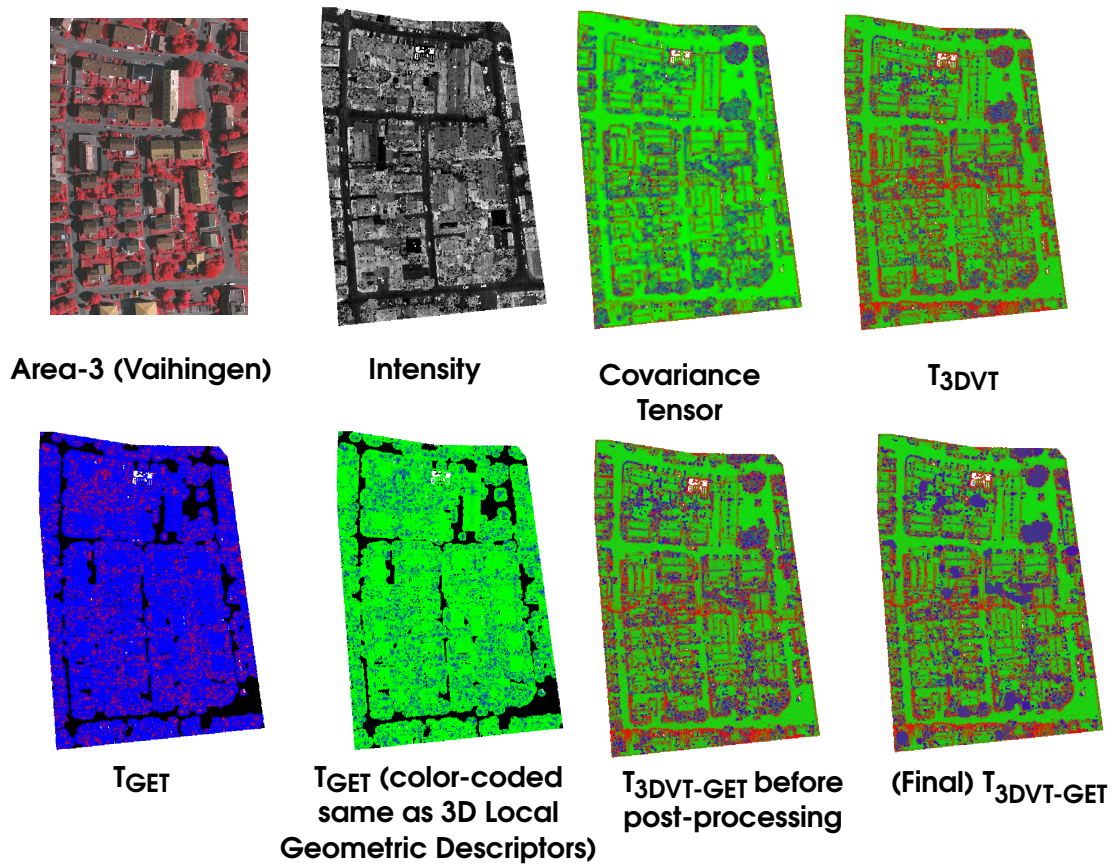 Area-3 (Vaihingen)
Intensity
Covariance
Tensor
T3DVT
TGET
TGET (color-coded
same as 3D Local
Geometric Descriptors)
T3DVT-GET before
post-processing
(Final) T3DVT-GET